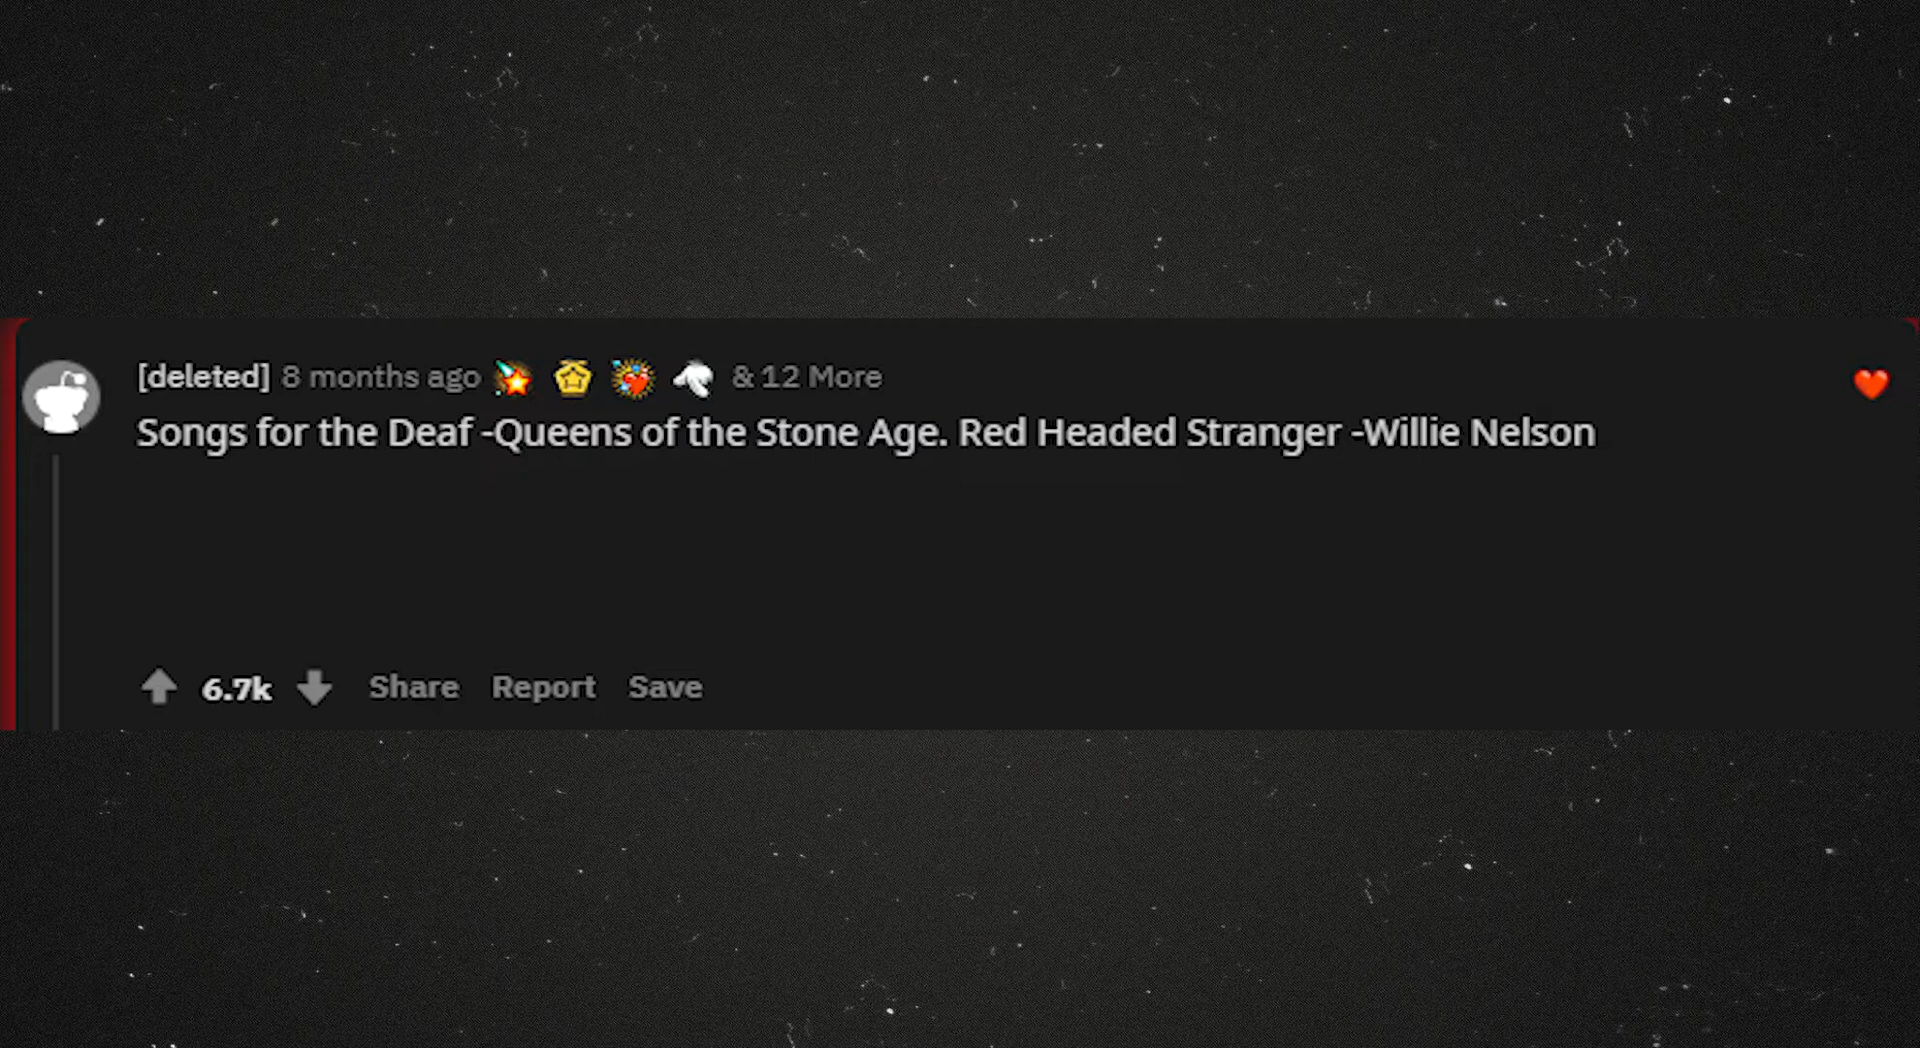 [deleted] 8 months ago & 12 More
Songs for the Deaf -Queens of the Stone Age. Red Headed Stranger -Willie Nelson
6.7k Share Report Save